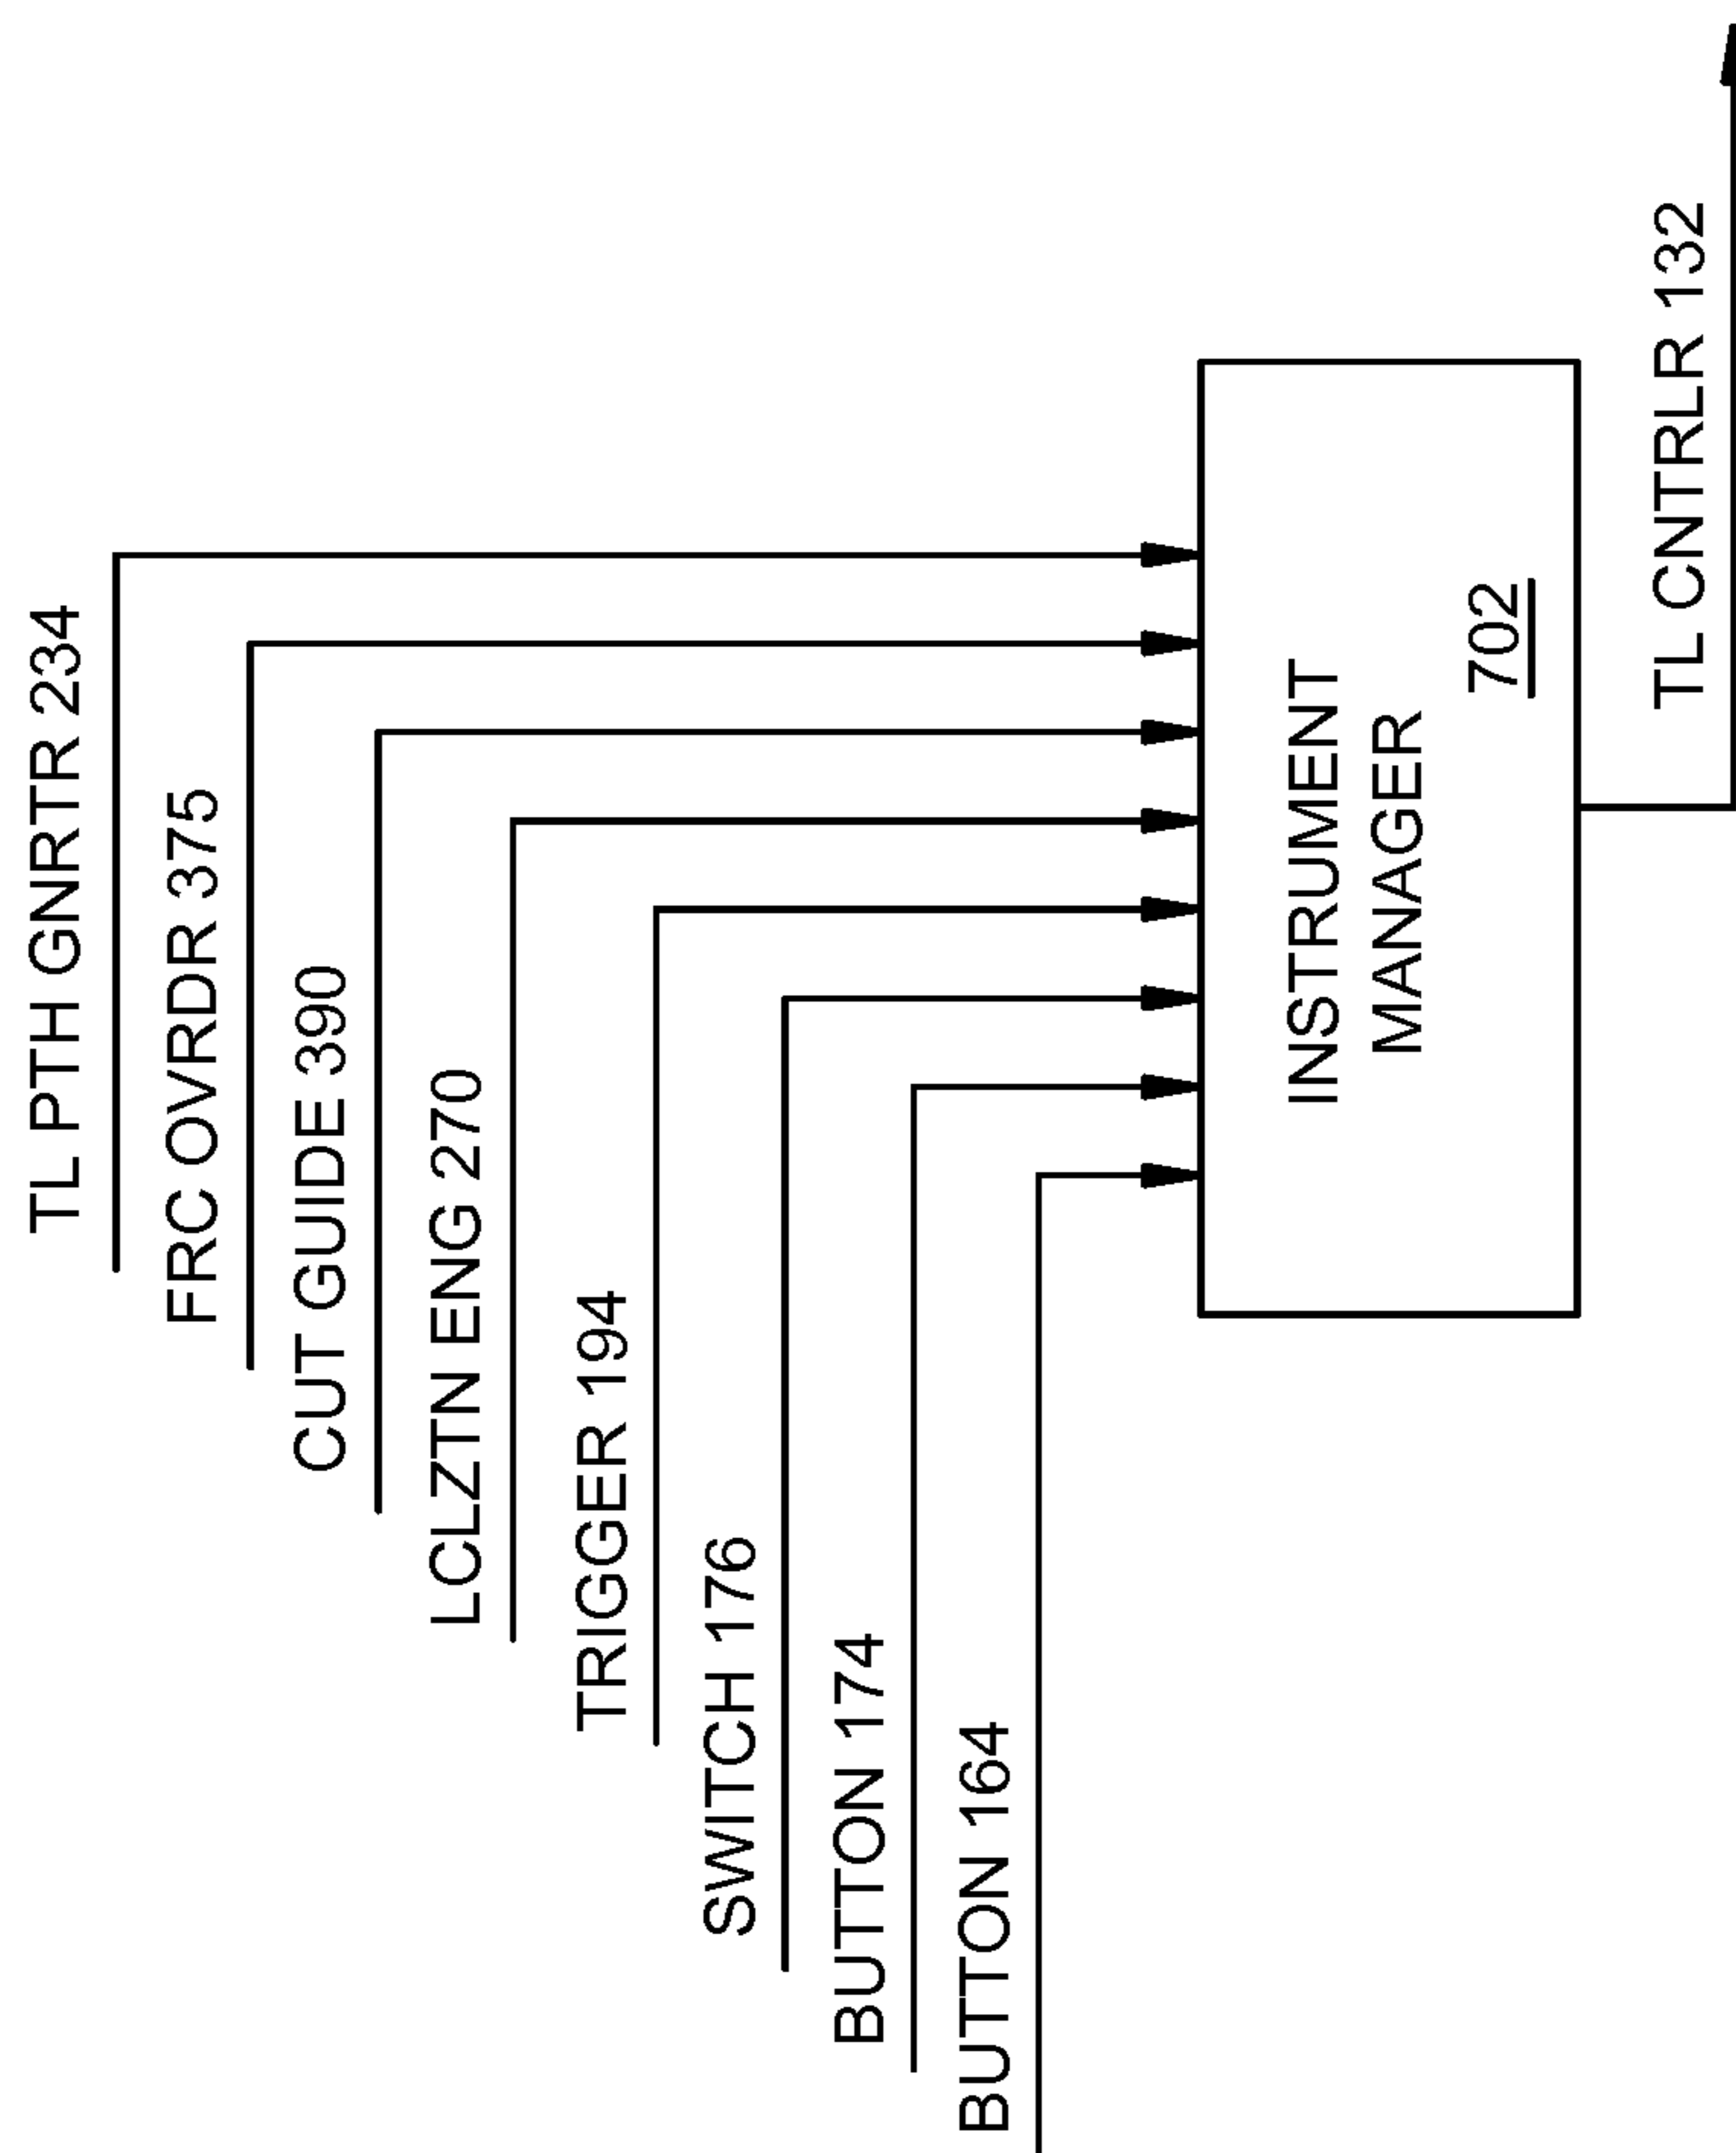 TL PTH GNRTR 234
FRC OVRDR 375
CUT GUIDE 390
LCLZTN ENG 270
TRIGGER 194
SWITCH 176
BUTTON 174
BUTTON 164
INSTRUMENT
MANAGER
702
TL CNTRLR 132